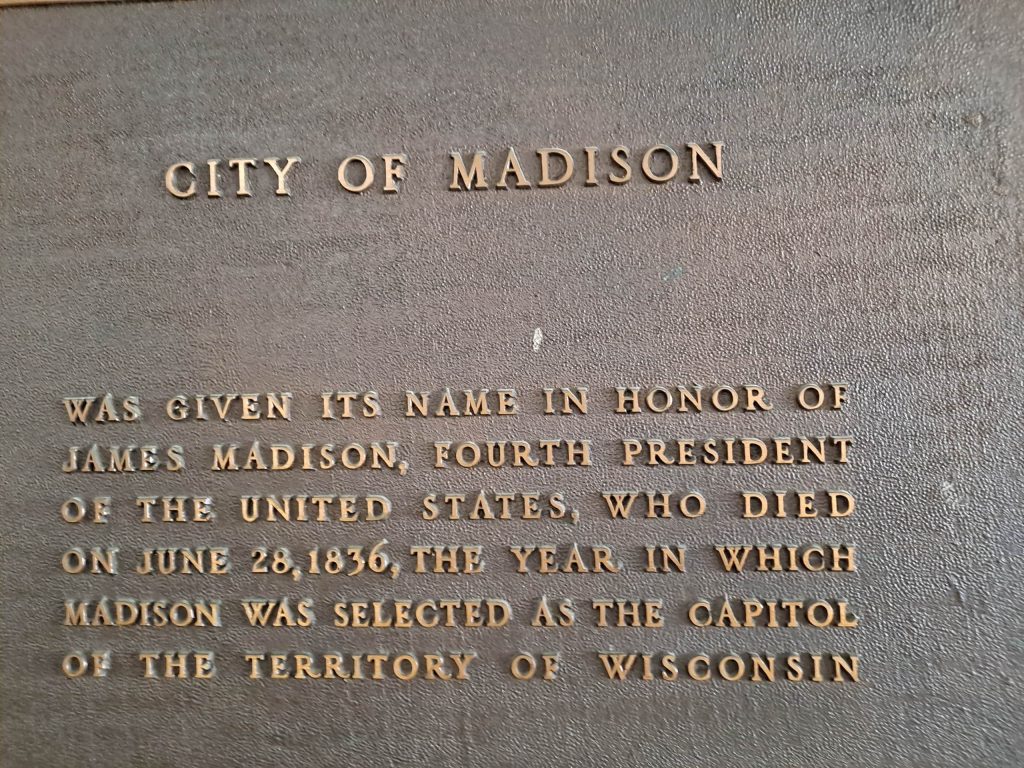 CITY OF MADISON
WAS GIVEN ITS NAME IN HONOR OF
JAMES MADISON, FOURTH PRESIDENT
OF THE UNITED STATES, WHO DIED
ON JUNE 28,1836, THE YEAR IN WHICH
MADISON WAS SELECTED AS THE CAPITOL
OF THE TERRITORY OF WISCONSIN